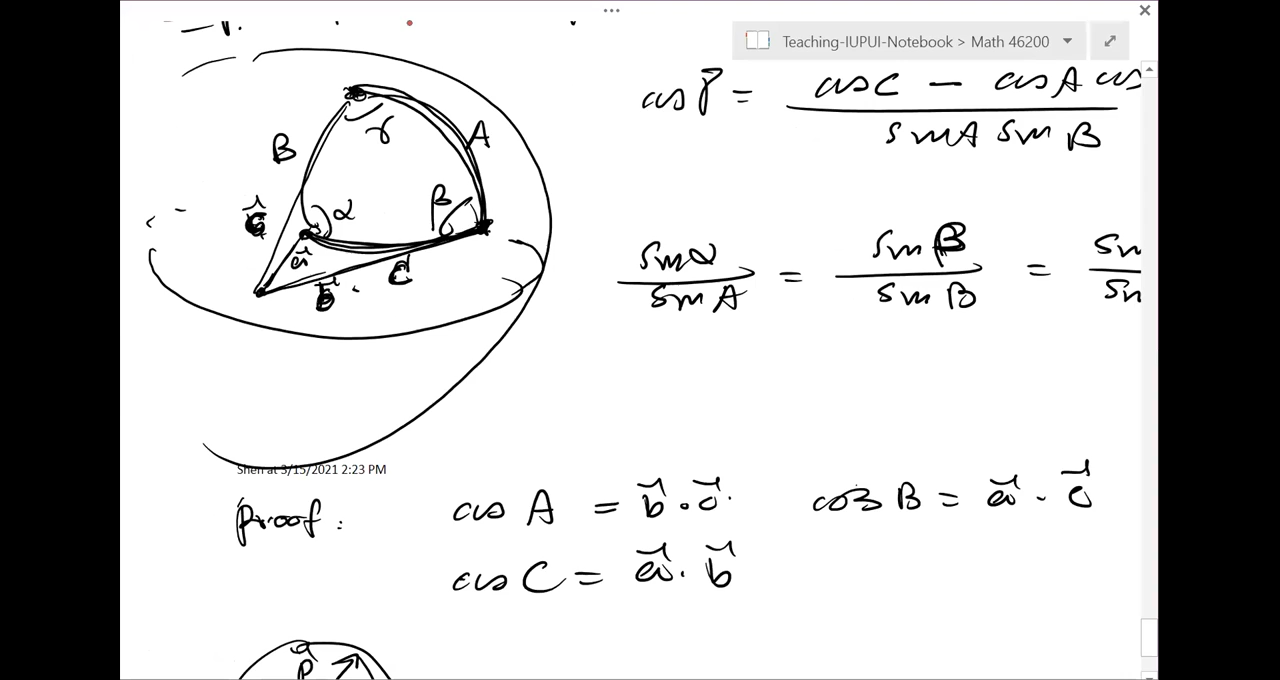 Teaching-IUPUI-Notebook > Math 46200
cos γ = cos C − cos A cos
sin A sin B
B γ A
α β
c⃗ a⃗ b⃗ C
sin α / sin A = sin β / sin B =
Shen at 3/15/2021 2:23 PM
Proof: cos A = b⃗ · c⃗ cos B = a⃗ · c⃗
cos C = a⃗ · b⃗
P